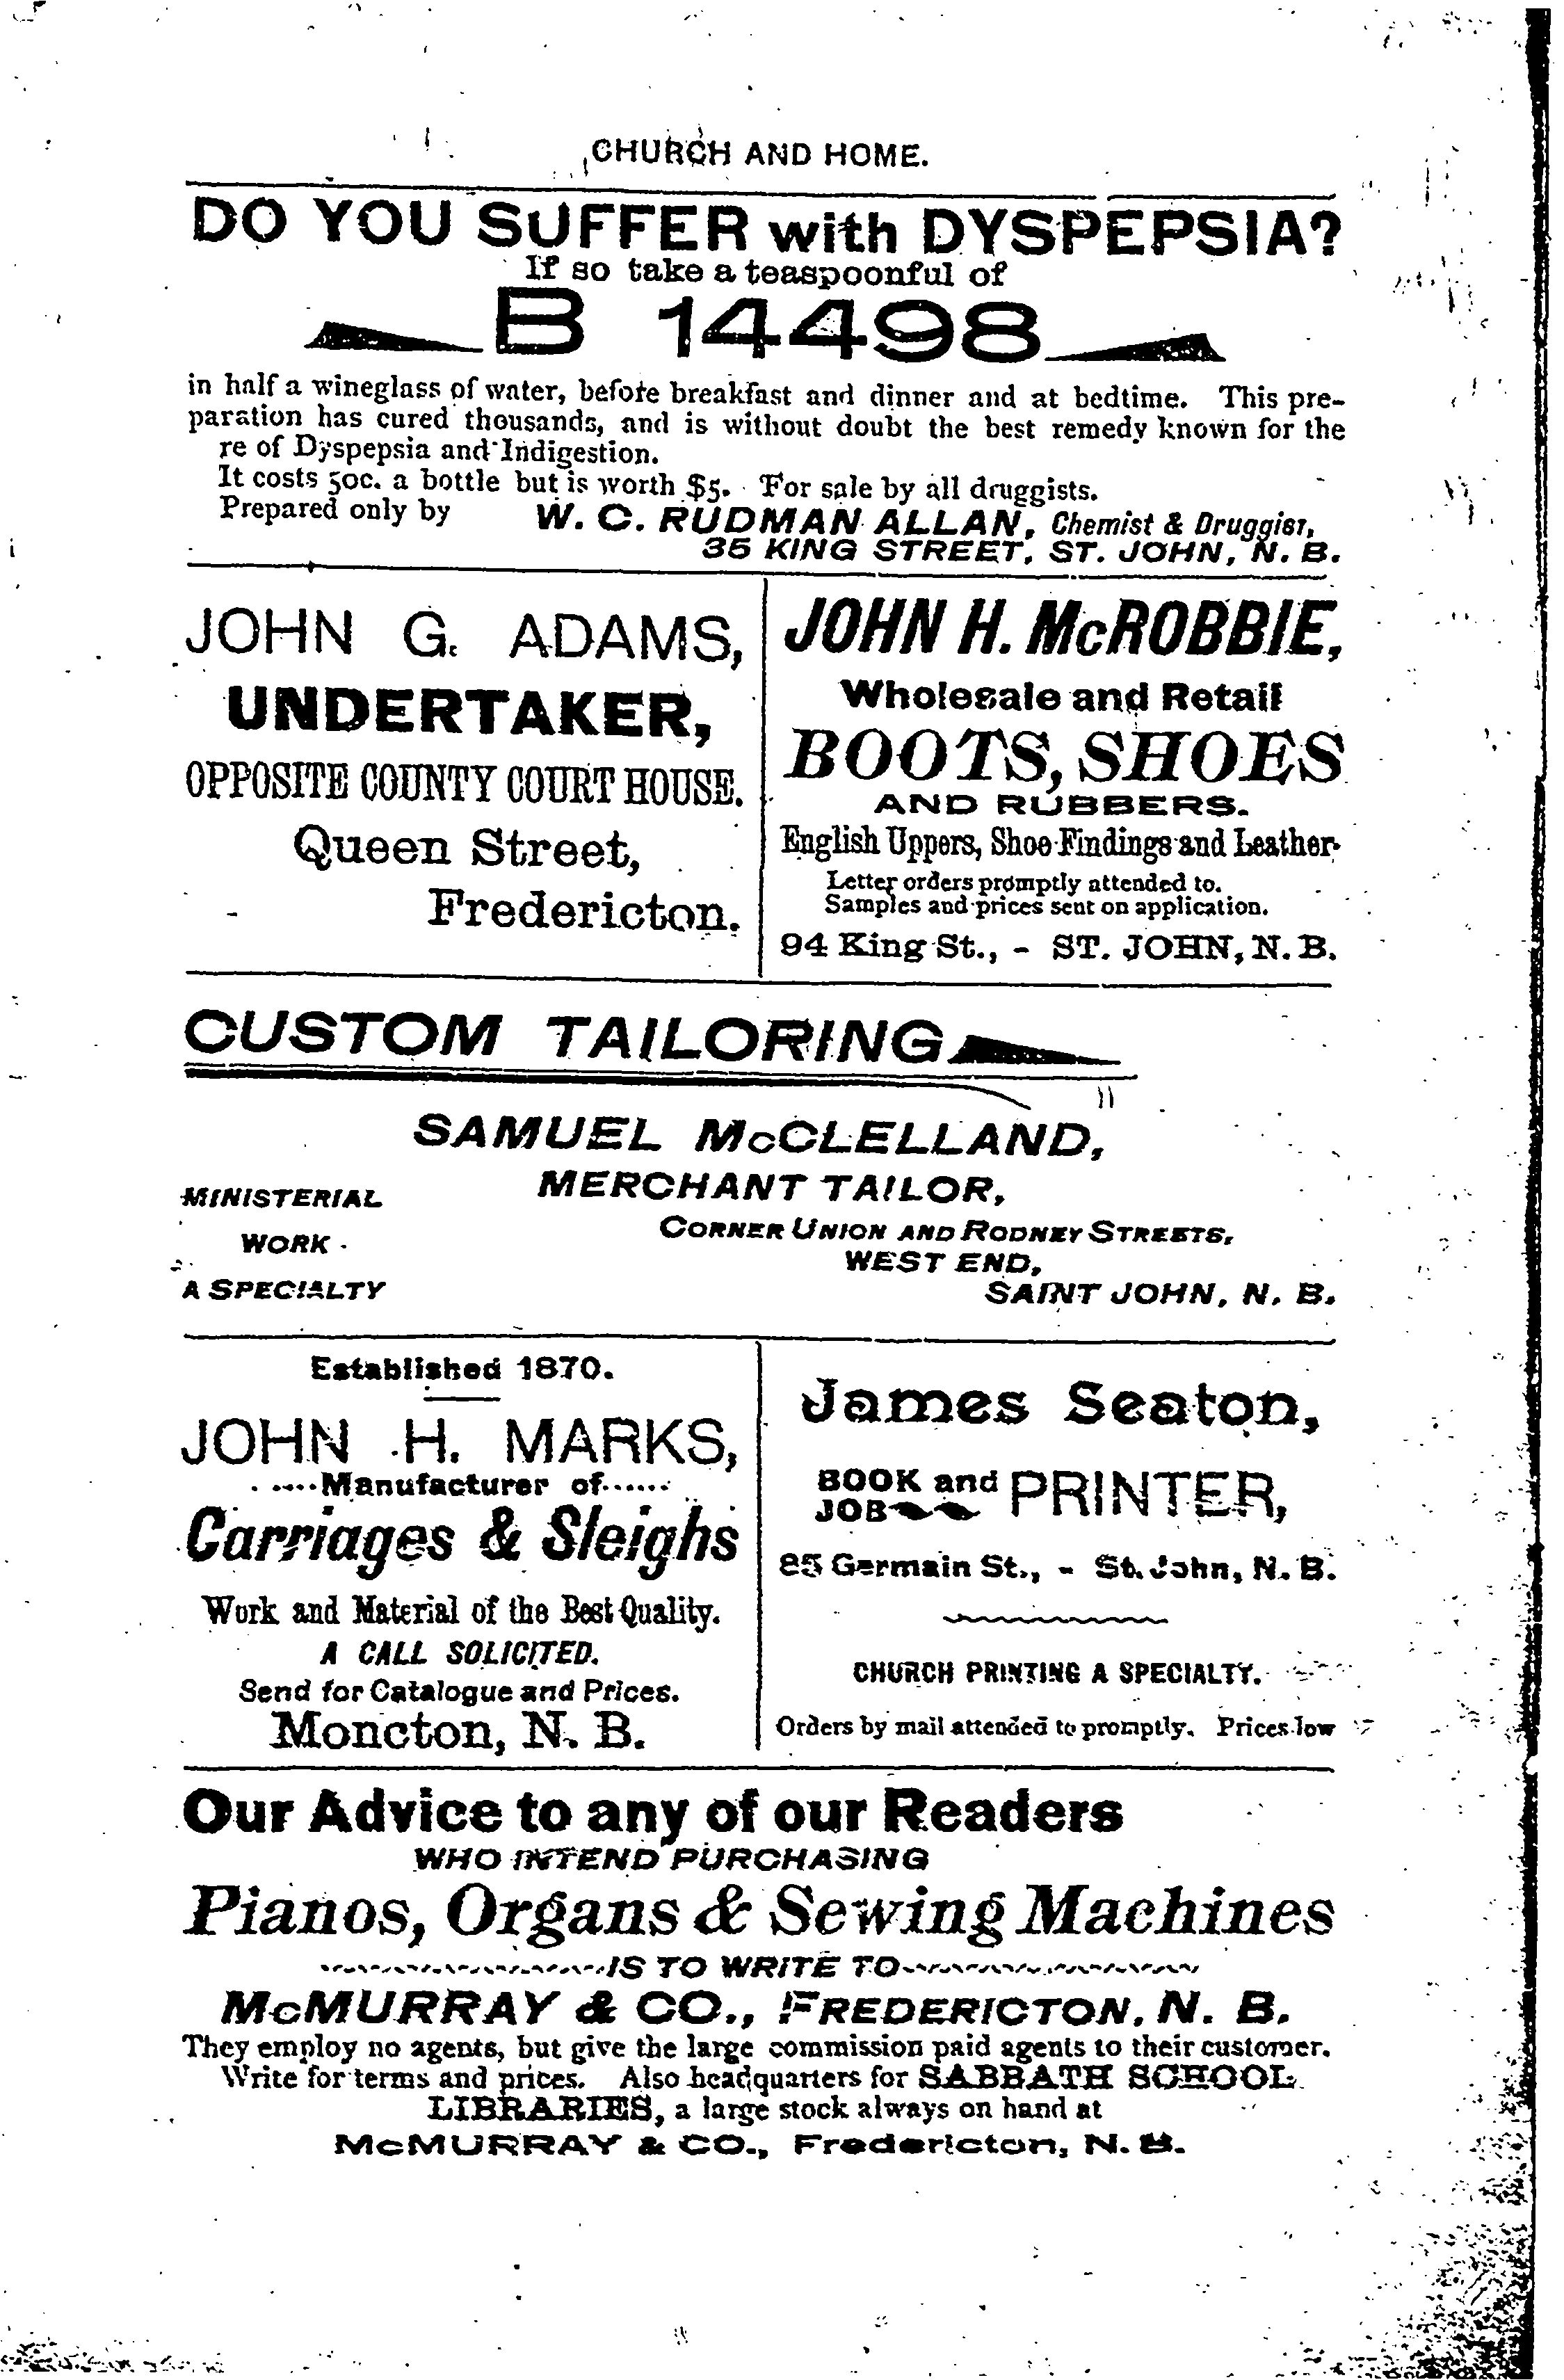 CHURCH AND HOME.
DO YOU SUFFER with DYSPEPSIA?
If so take a teaspoonful of
B 14498
in half a wineglass of water, before breakfast and dinner and at bedtime. This pre-
paration has cured thousands, and is without doubt the best remedy known for the
re of Dyspepsia and Indigestion.
It costs 50c. a bottle but is worth $5. For sale by all druggists.
Prepared only by W. C. RUDMAN ALLAN, Chemist & Druggist,
35 KING STREET, ST. JOHN, N. B.
JOHN G. ADAMS,
UNDERTAKER,
OPPOSITE COUNTY COURT HOUSE.
Queen Street,
Fredericton.
JOHN H. McROBBIE,
Wholesale and Retail
BOOTS, SHOES
AND RUBBERS.
English Uppers, Shoe Findings and Leather
Letter orders promptly attended to.
Samples and prices sent on application.
94 King St., - ST. JOHN, N. B.
CUSTOM TAILORING
SAMUEL McCLELLAND,
MERCHANT TAILOR,
CORNER UNION AND RODNEY STREETS,
WEST END,
SAINT JOHN, N. B.
MINISTERIAL
WORK
A SPECIALTY
Established 1870.
JOHN H. MARKS,
.....Manufacturer of......
Carriages & Sleighs
Work and Material of the Best Quality.
A CALL SOLICITED.
Send for Catalogue and Prices.
Moncton, N. B.
James Seaton,
BOOK and
JOB PRINTER,
85 Germain St., - St. John, N. B.
CHURCH PRINTING A SPECIALTY.
Orders by mail attended to promptly. Prices low
Our Advice to any of our Readers
WHO INTEND PURCHASING
Pianos, Organs & Sewing Machines
IS TO WRITE TO
McMURRAY & CO., FREDERICTON, N. B.
They employ no agents, but give the large commission paid agents to their customer.
Write for terms and prices. Also headquarters for SABBATH SCHOOL
LIBRARIES, a large stock always on hand at
McMURRAY & CO., Fredericton, N. B.